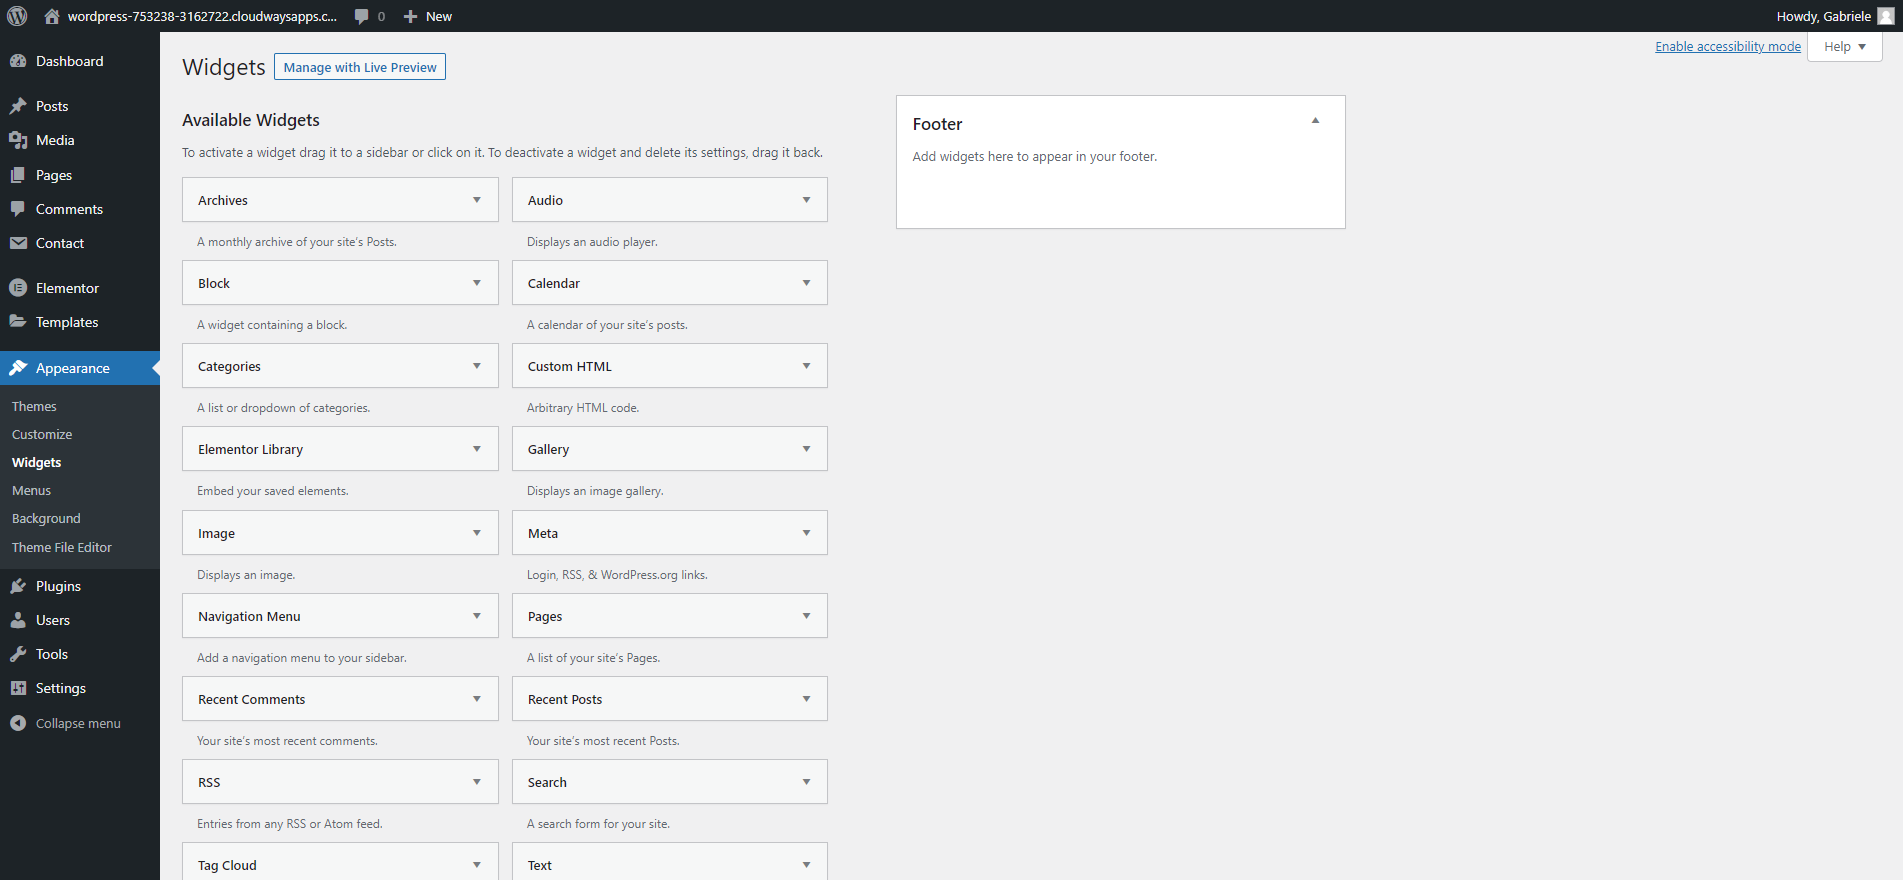 wordpress-753238-3162722.cloudwaysapps.c...
0
New
Howdy, Gabriele
Dashboard
Posts
Media
Pages
Comments
Contact
Elementor
Templates
Appearance
Themes
Customize
Widgets
Menus
Background
Theme File Editor
Plugins
Users
Tools
Settings
Collapse menu
Enable accessibility mode
Help
Widgets
Manage with Live Preview
Available Widgets
To activate a widget drag it to a sidebar or click on it. To deactivate a widget and delete its settings, drag it back.
Archives
A monthly archive of your site's Posts.
Audio
Displays an audio player.
Block
A widget containing a block.
Calendar
A calendar of your site's posts.
Categories
A list or dropdown of categories.
Custom HTML
Arbitrary HTML code.
Elementor Library
Embed your saved elements.
Gallery
Displays an image gallery.
Image
Displays an image.
Meta
Login, RSS, & WordPress.org links.
Navigation Menu
Add a navigation menu to your sidebar.
Pages
A list of your site's Pages.
Recent Comments
Your site's most recent comments.
Recent Posts
Your site's most recent Posts.
RSS
Entries from any RSS or Atom feed.
Search
A search form for your site.
Tag Cloud
Text
Footer
Add widgets here to appear in your footer.